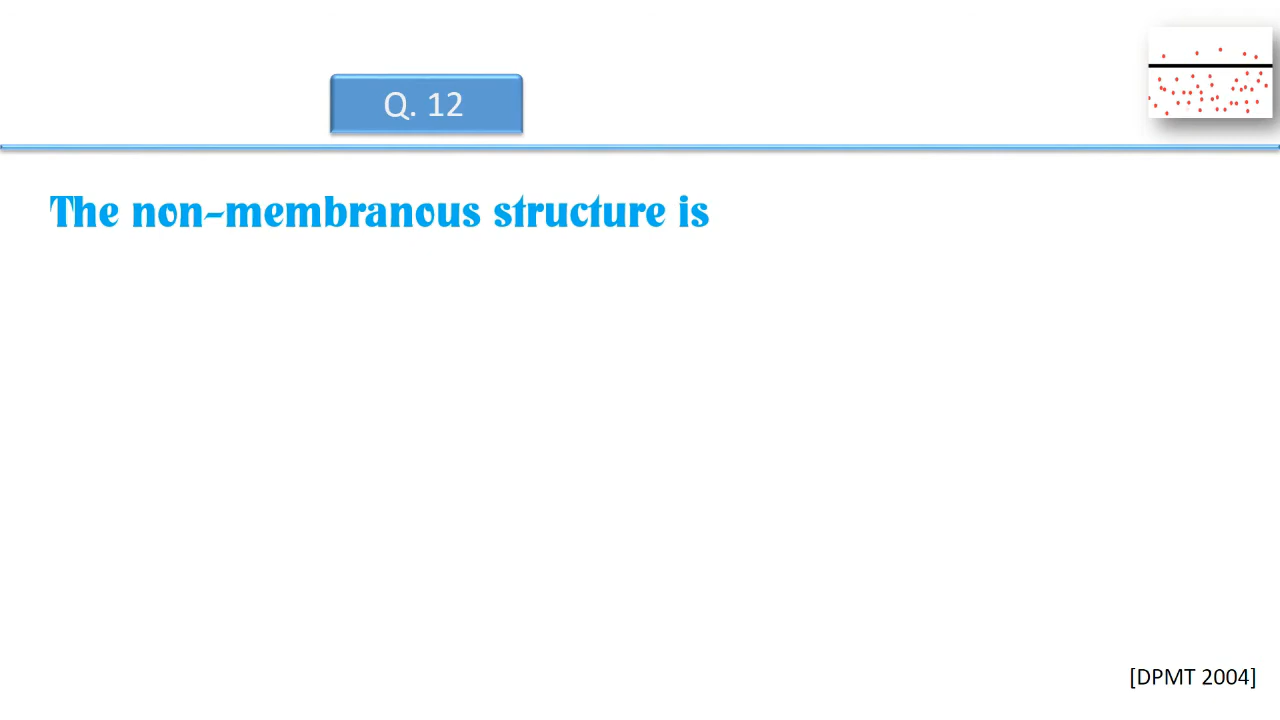 Q. 12
The non-membranous structure is
[DPMT 2004]